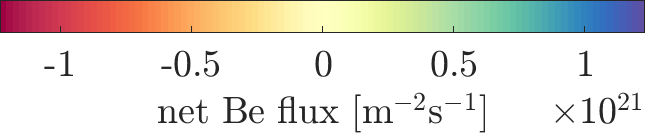 -1 -0.5 0 0.5 1
net Be flux [m⁻²s⁻¹] ×10²¹